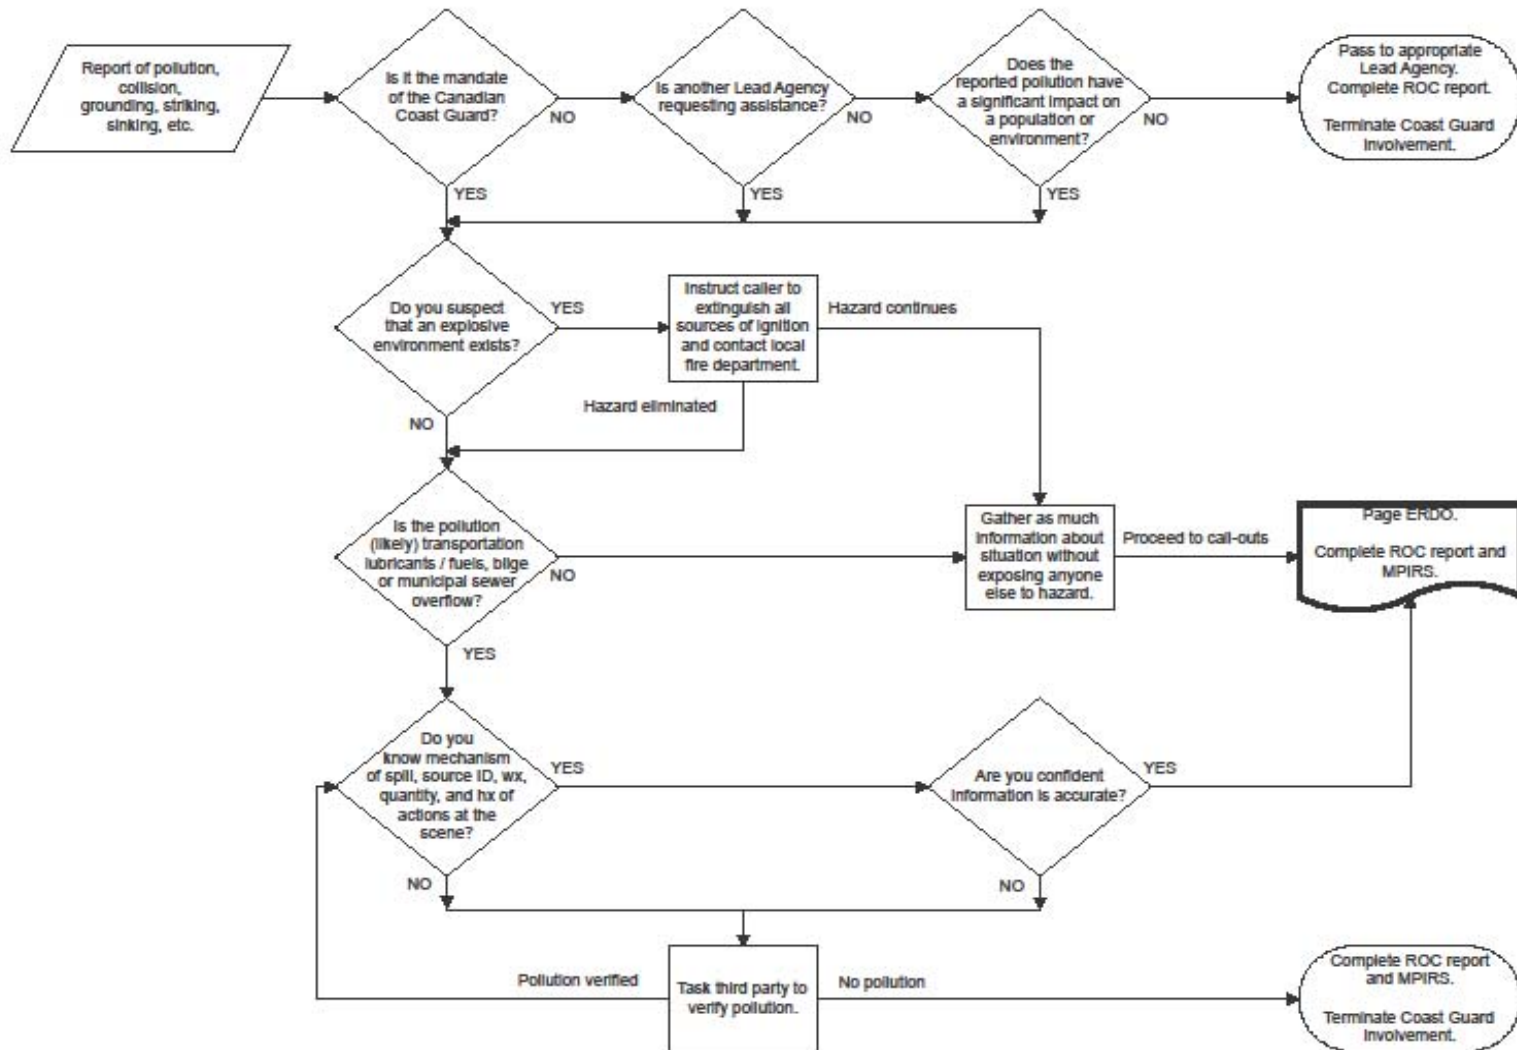 Report of pollution,
collision,
grounding, striking,
sinking, etc.
Is it the mandate
of the Canadian
Coast Guard?
NO
YES
Is another Lead Agency
requesting assistance?
NO
YES
Does the
reported pollution have
a significant impact on
a population or
environment?
NO
YES
Pass to appropriate
Lead Agency.
Complete ROC report.
Terminate Coast Guard
Involvement.
Do you suspect
that an explosive
environment exists?
YES
NO
Instruct caller to
extinguish all
sources of ignition
and contact local
fire department.
Hazard continues
Hazard eliminated
Is the pollution
(likely) transportation
lubricants / fuels, bilge
or municipal sewer
overflow?
NO
YES
Gather as much
information about
situation without
exposing anyone
else to hazard.
Proceed to call-outs
Page ERDO.
Complete ROC report and
MPIRS.
Do you
know mechanism
of spill, source ID, wx,
quantity, and hx of
actions at the
scene?
YES
NO
Are you confident
information is accurate?
YES
NO
Pollution verified
Task third party to
verify pollution.
No pollution
Complete ROC report
and MPIRS.
Terminate Coast Guard
Involvement.